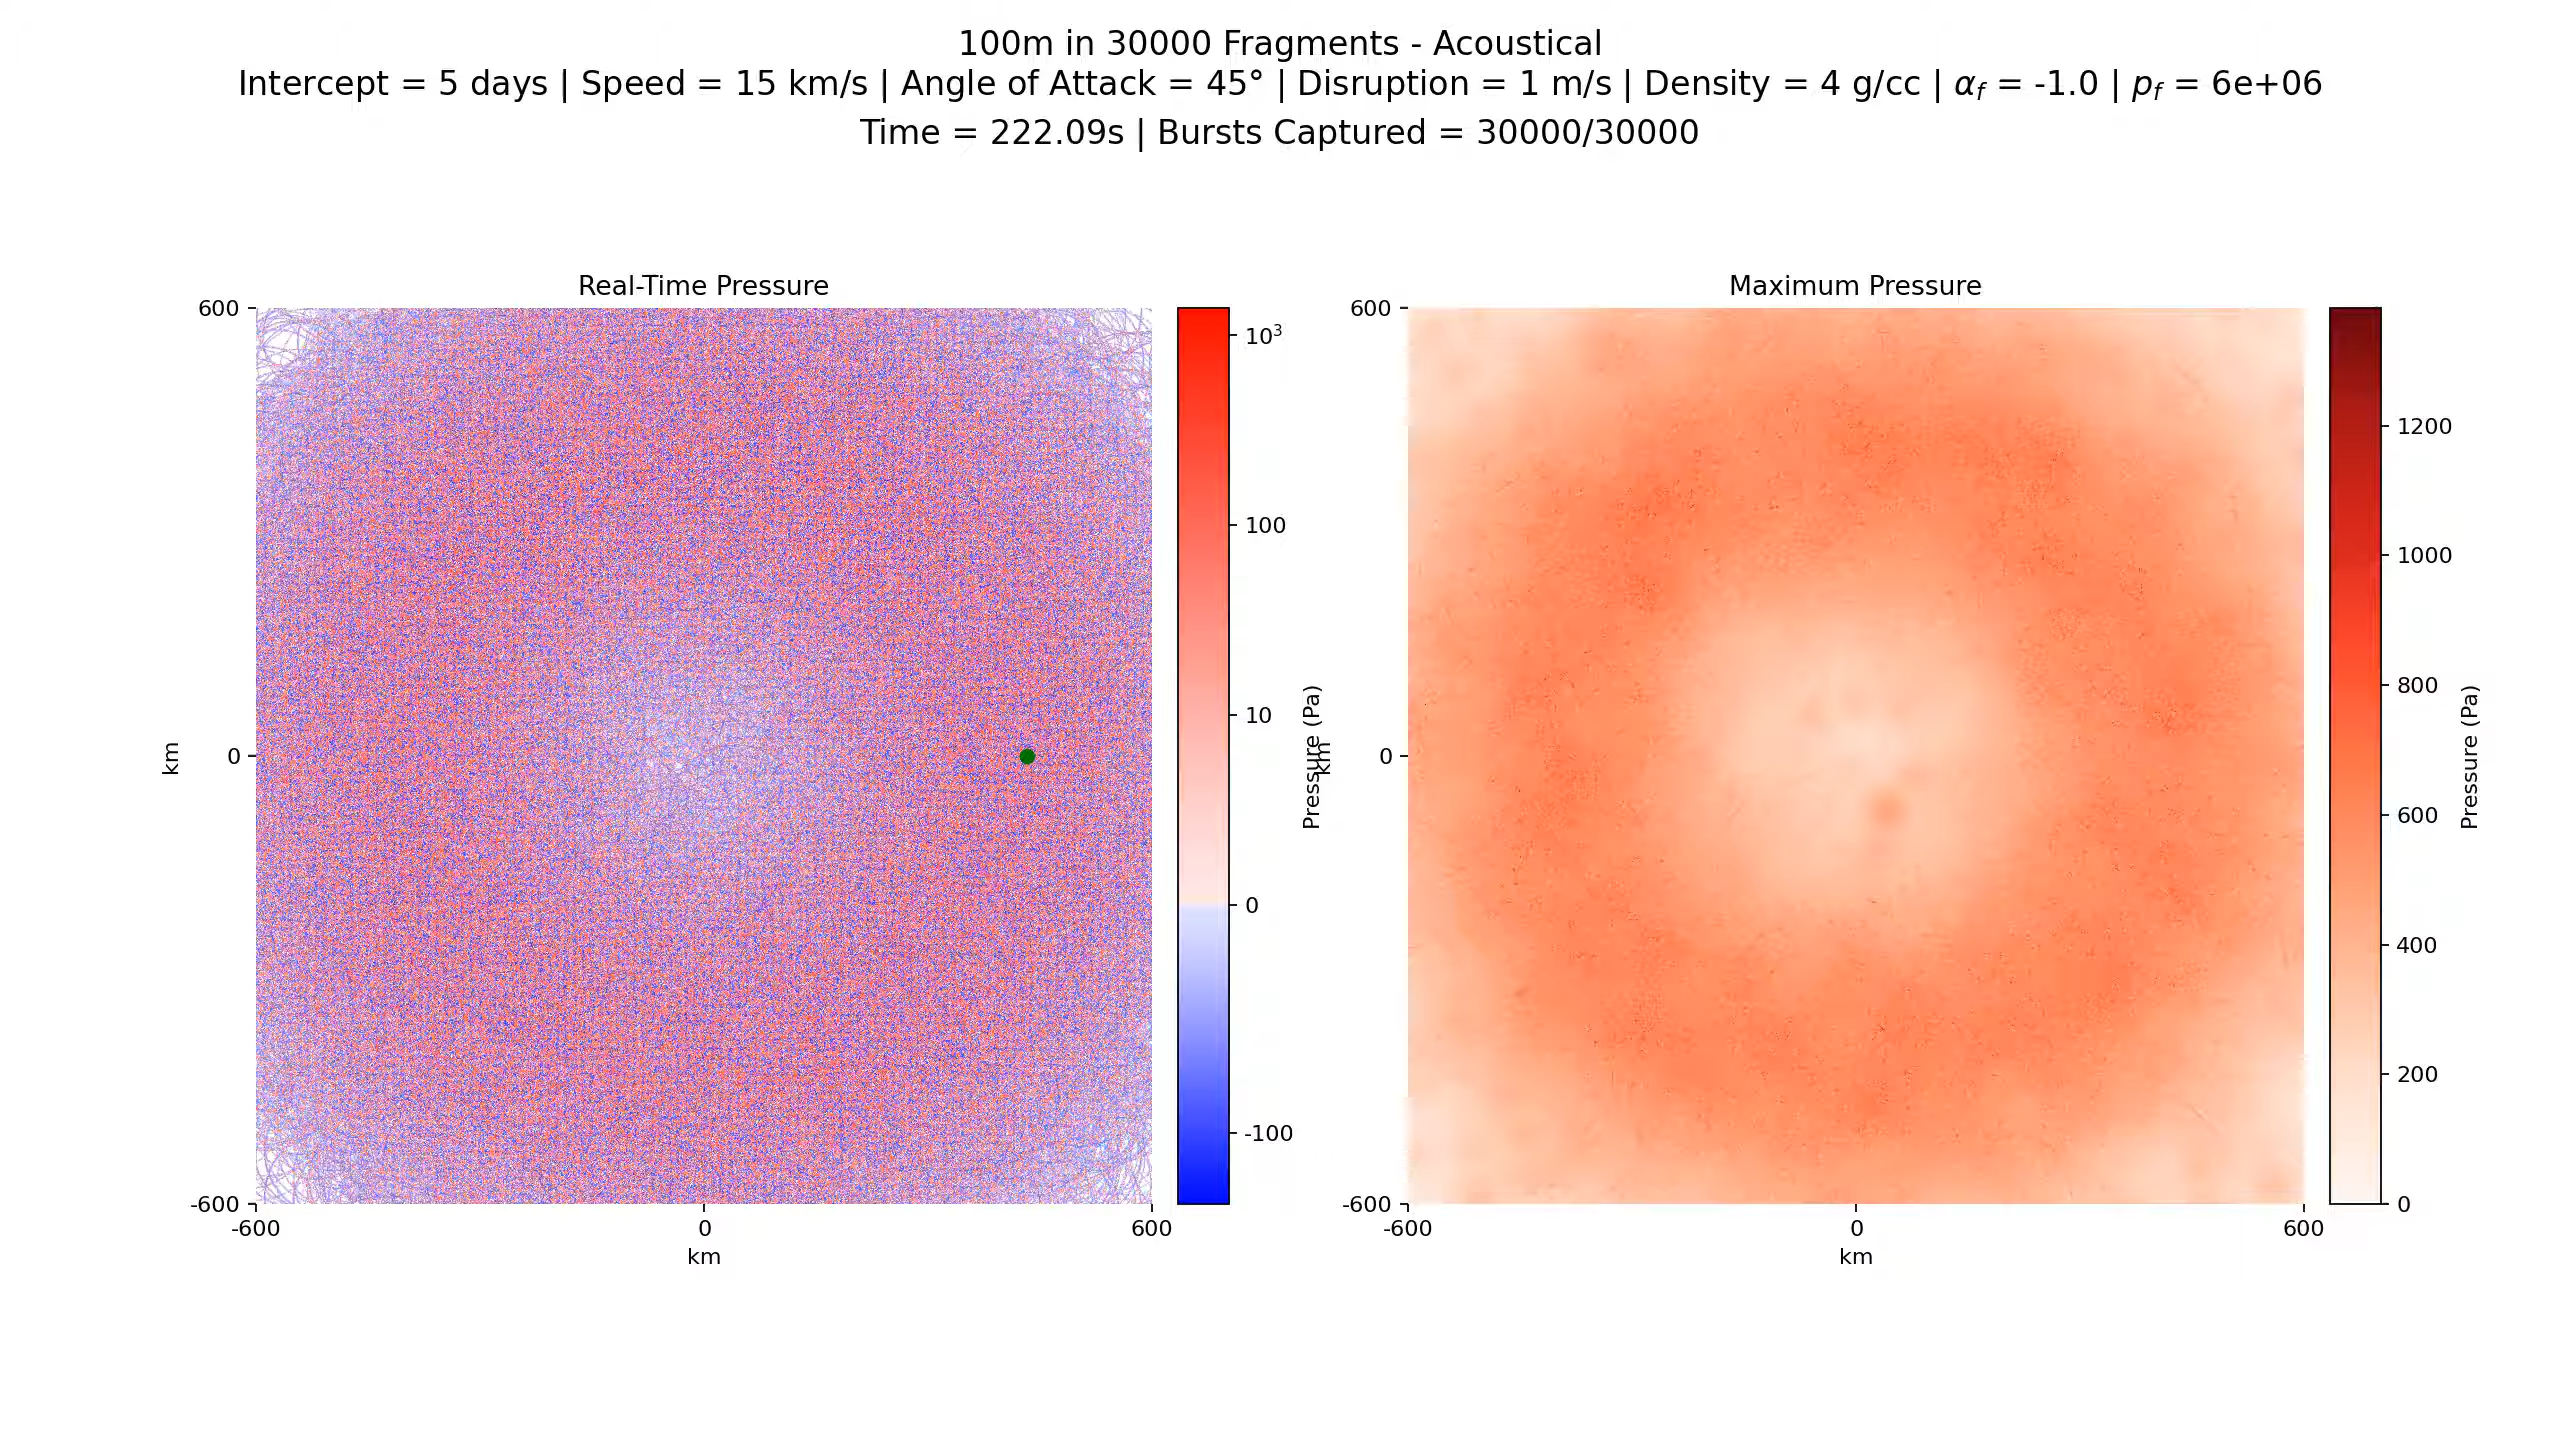 100m in 30000 Fragments - Acoustical
Intercept = 5 days | Speed = 15 km/s | Angle of Attack = 45° | Disruption = 1 m/s | Density = 4 g/cc | α_f = -1.0 | p_f = 6e+06
Time = 222.09s | Bursts Captured = 30000/30000
Real-Time Pressure
600
0
-600
km
-600
0
600
km
10³
100
10
0
-100
Pressure (Pa)
Maximum Pressure
600
0
-600
km
-600
0
600
km
1200
1000
800
600
400
200
0
Pressure (Pa)